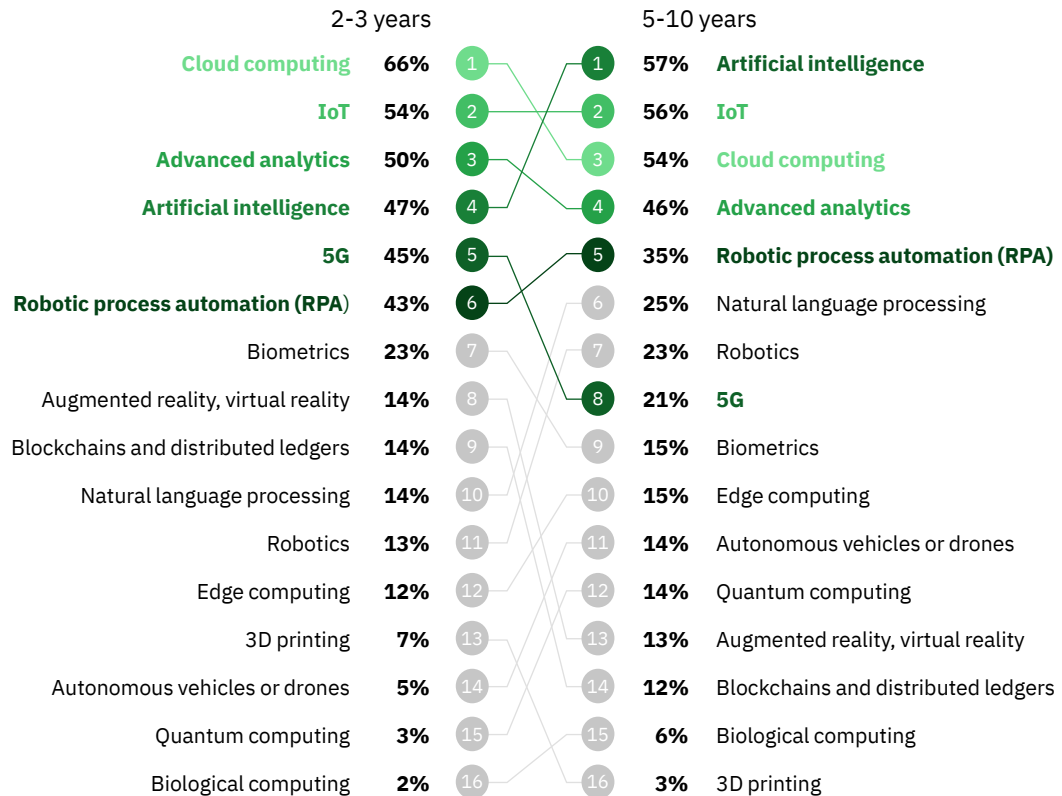 2-3 years 5-10 years
Cloud computing 66% 1 1 57% Artificial intelligence
IoT 54% 2 2 56% IoT
Advanced analytics 50% 3 3 54% Cloud computing
Artificial intelligence 47% 4 4 46% Advanced analytics
5G 45% 5 5 35% Robotic process automation (RPA)
Robotic process automation (RPA) 43% 6 6 25% Natural language processing
Biometrics 23% 7 7 23% Robotics
Augmented reality, virtual reality 14% 8 8 21% 5G
Blockchains and distributed ledgers 14% 9 9 15% Biometrics
Natural language processing 14% 10 10 15% Edge computing
Robotics 13% 11 11 14% Autonomous vehicles or drones
Edge computing 12% 12 12 14% Quantum computing
3D printing 7% 13 13 13% Augmented reality, virtual reality
Autonomous vehicles or drones 5% 14 14 12% Blockchains and distributed ledgers
Quantum computing 3% 15 15 6% Biological computing
Biological computing 2% 16 16 3% 3D printing